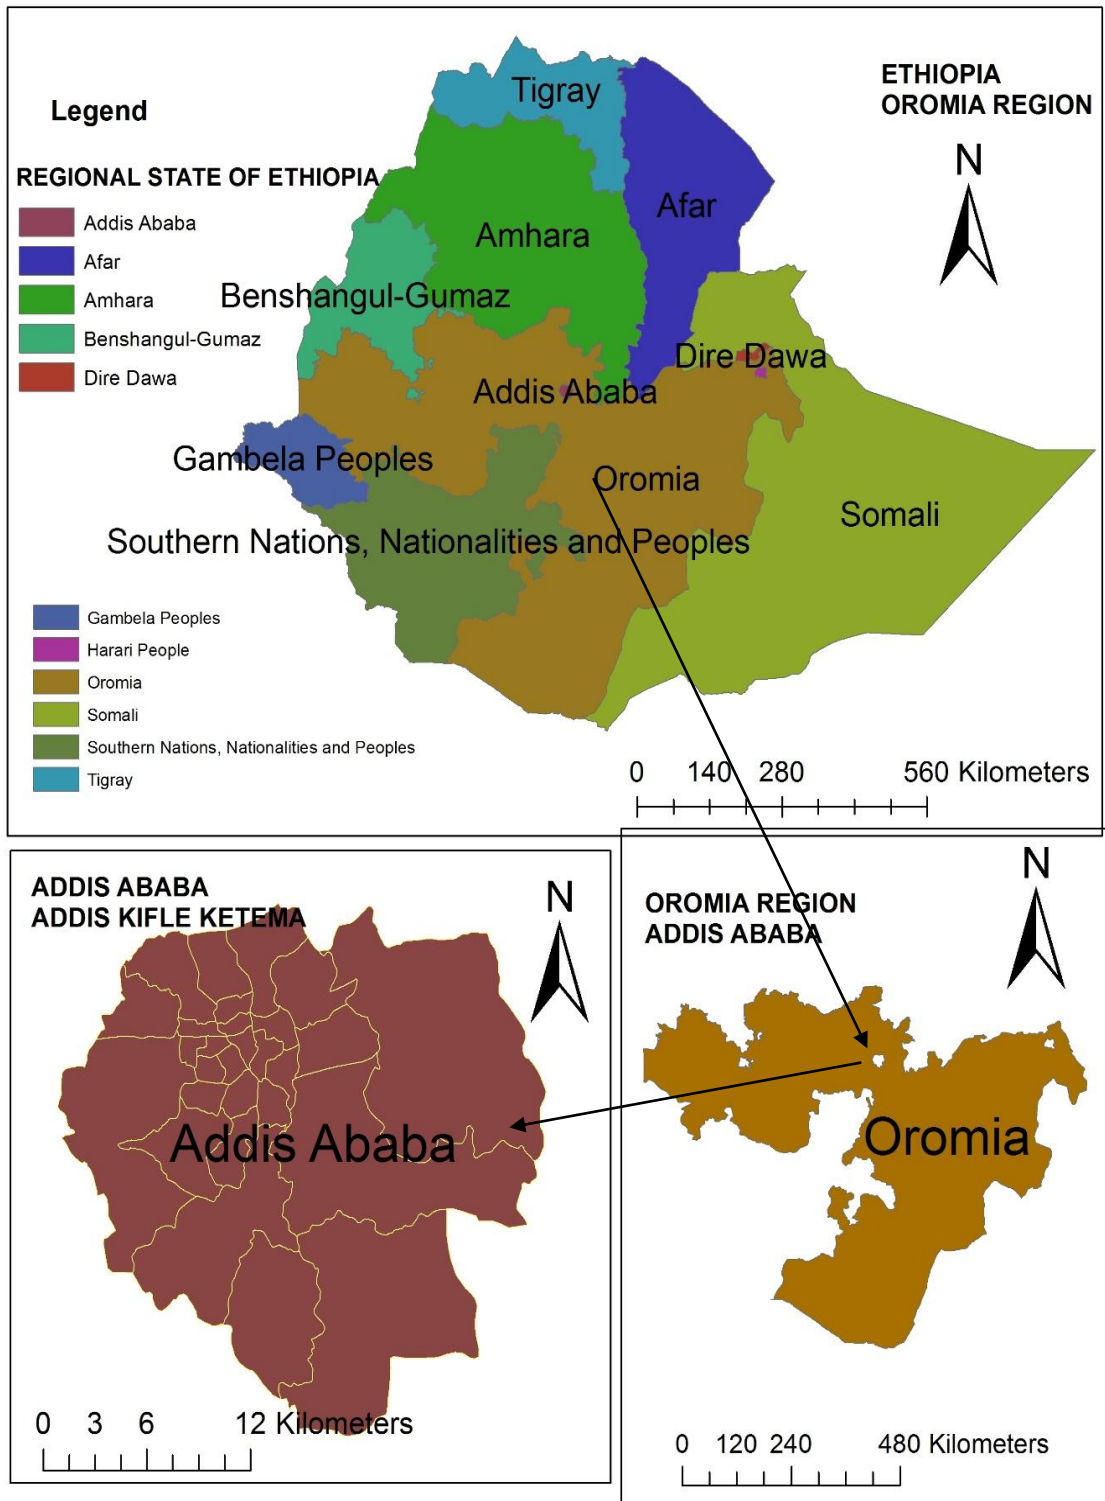 ETHIOPIA
OROMIA REGION
N
Legend
REGIONAL STATE OF ETHIOPIA
Addis Ababa
Afar
Amhara
Benshangul-Gumaz
Dire Dawa
Tigray
Afar
Amhara
Benshangul-Gumaz
Dire Dawa
Addis Ababa
Gambela Peoples
Oromia
Somali
Southern Nations, Nationalities and Peoples
Gambela Peoples
Harari People
Oromia
Somali
Southern Nations, Nationalities and Peoples
Tigray
0 140 280 560 Kilometers
ADDIS ABABA
ADDIS KIFLE KETEMA
N
Addis Ababa
0 3 6 12 Kilometers
OROMIA REGION
ADDIS ABABA
N
Oromia
0 120 240 480 Kilometers